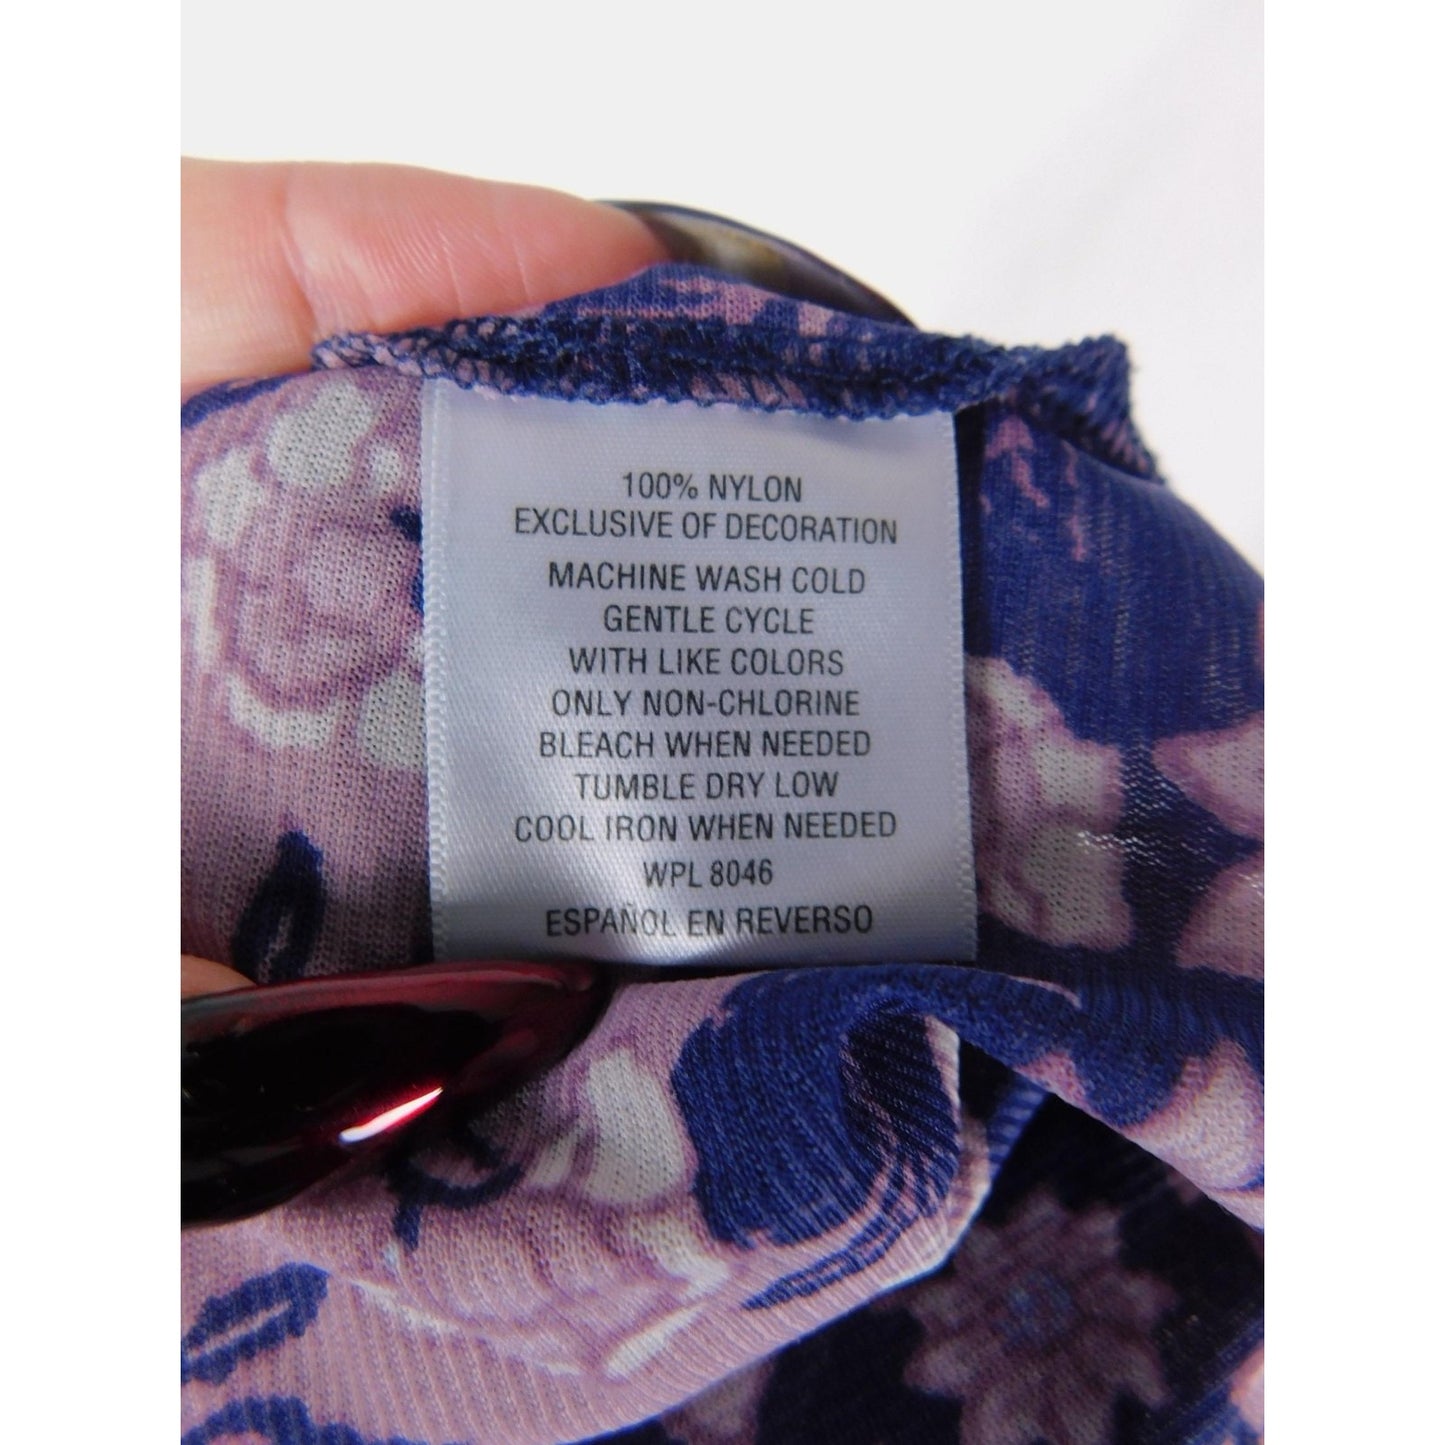 100% NYLON
EXCLUSIVE OF DECORATION
MACHINE WASH COLD
GENTLE CYCLE
WITH LIKE COLORS
ONLY NON-CHLORINE
BLEACH WHEN NEEDED
TUMBLE DRY LOW
COOL IRON WHEN NEEDED
WPL 8046
ESPAÑOL EN REVERSO